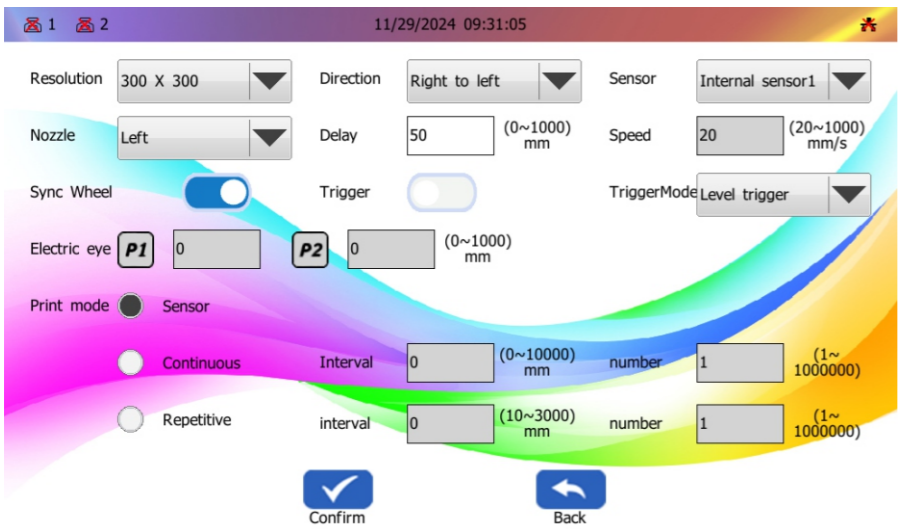 1 2 11/29/2024 09:31:05
Resolution 300 X 300 Direction Right to left Sensor Internal sensor1
Nozzle Left Delay 50 (0~1000) mm Speed 20 (20~1000) mm/s
Sync Wheel Trigger TriggerMode Level trigger
Electric eye P1 0 P2 0 (0~1000) mm
Print mode Sensor
Continuous Interval 0 (0~10000) mm number 1 (1~ 1000000)
Repetitive interval 0 (10~3000) mm number 1 (1~ 1000000)
Confirm Back